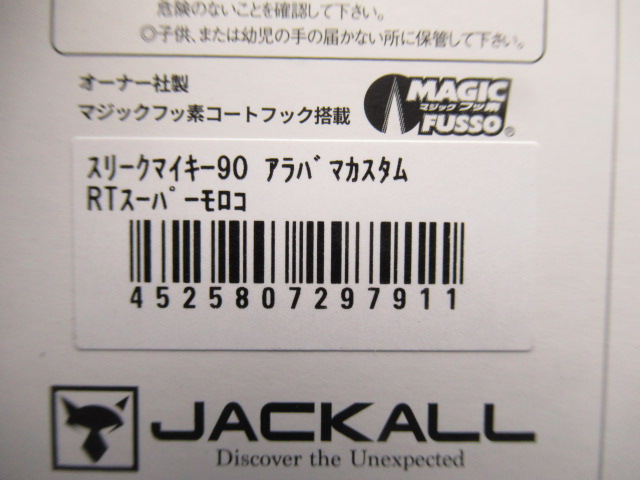 危険のないことを確認して下さい。
◎子供、または幼児の手の届かない所に保管して下さい。
オーナー社製
マジックフッ素コートフック搭載
MAGIC
マジックフッ素
FUSSO®
ｽﾘｰｸﾏｲｷｰ90 ｱﾗﾊﾞﾏｶｽﾀﾑ
RTｽｰﾊﾟｰﾓﾛｺ
4525807297911
JACKALL
Discover the Unexpected